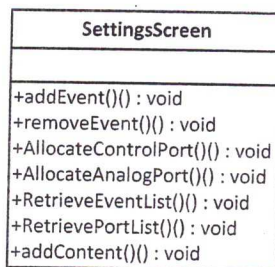 SettingsScreen
+addEvent()() : void
+removeEvent()() : void
+AllocateControlPort()() : void
+AllocateAnalogPort()() : void
+RetrieveEventList()() : void
+RetrievePortList()() : void
+addContent()() : void